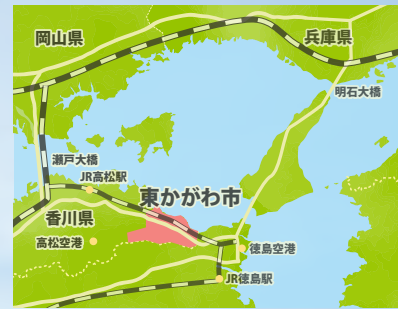 岡山県
兵庫県
明石大橋
瀬戸大橋
JR高松駅
東かがわ市
香川県
高松空港
徳島空港
JR徳島駅